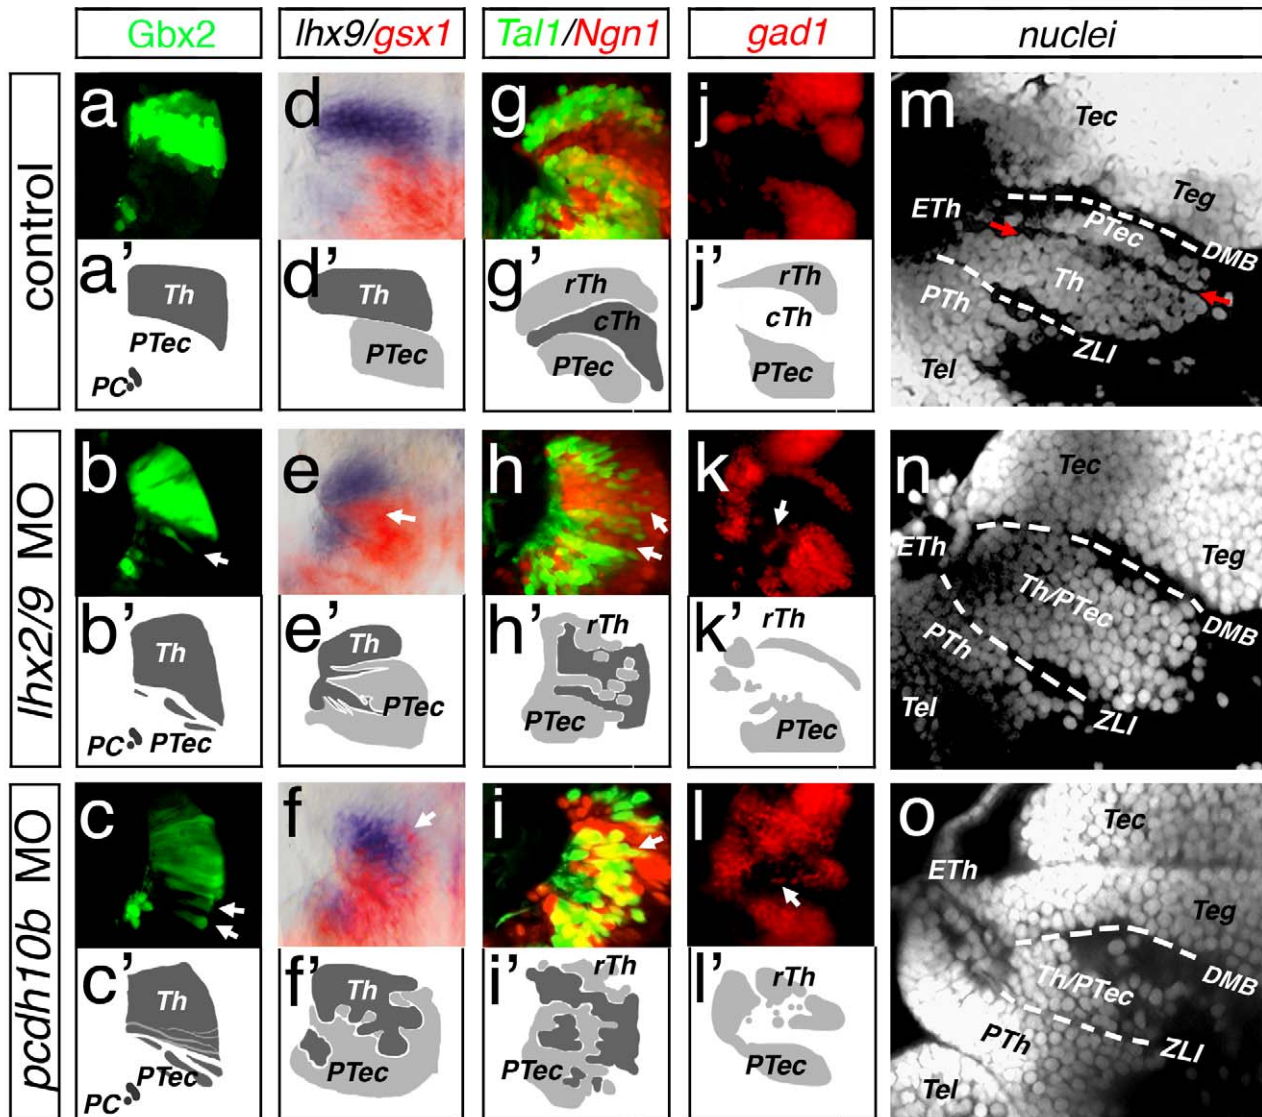 Gbx2
lhx9/gsx1
Tal1/Ngn1
gad1
nuclei
control
a
d
g
j
m
Tec
Teg
ETh
PTec
DMB
Th
PTh
ZLI
Tel
a'
Th
PTec
PC
d'
Th
PTec
g'
rTh
cTh
PTec
j'
rTh
cTh
PTec
lhx2/9 MO
b
e
h
k
n
Tec
ETh
Teg
Th/PTec
DMB
PTh
Tel
ZLI
b'
Th
PC
PTec
e'
Th
PTec
h'
rTh
PTec
k'
rTh
PTec
pcdh10b MO
c
f
i
l
o
Tec
ETh
Teg
Th/PTec
DMB
PTh
ZLI
Tel
c'
Th
PTec
PC
f'
Th
PTec
i'
rTh
PTec
l'
rTh
PTec